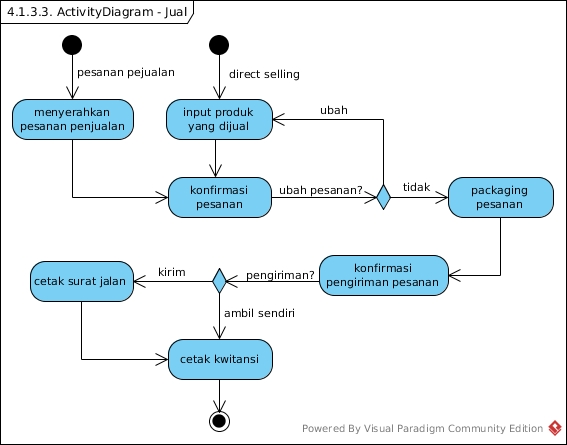 4.1.3.3. ActivityDiagram - Jual
pesanan pejualan
direct selling
menyerahkan
pesanan penjualan
input produk
yang dijual
ubah
konfirmasi
pesanan
ubah pesanan?
tidak
packaging
pesanan
cetak surat jalan
kirim
pengiriman?
konfirmasi
pengiriman pesanan
ambil sendiri
cetak kwitansi
Powered By Visual Paradigm Community Edition